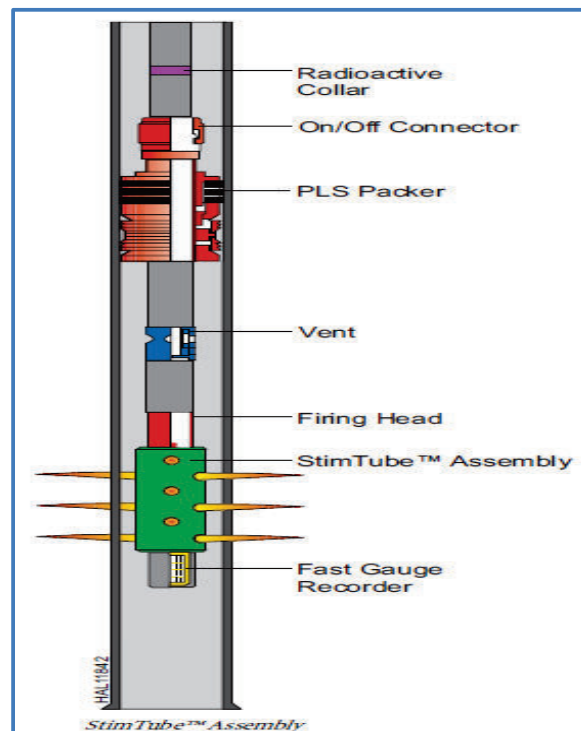 Radioactive
Collar
On/Off Connector
PLS Packer
Vent
Firing Head
StimTube™ Assembly
Fast Gauge
Recorder
HAL11842
StimTube™ Assembly